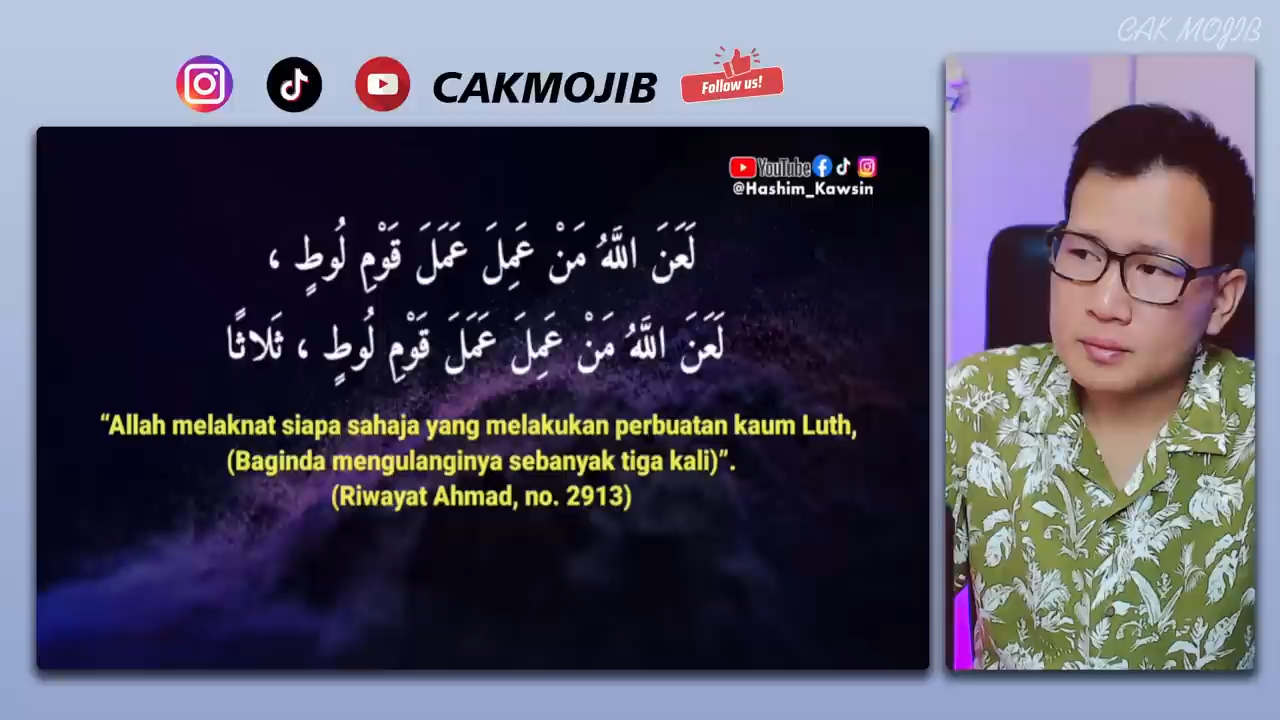 CAK MOJIB
CAKMOJIB
Follow us!
YouTube
@Hashim_Kawsin
لَعَنَ اللَّهُ مَنْ عَمِلَ عَمَلَ قَوْمِ لُوطٍ ،
لَعَنَ اللَّهُ مَنْ عَمِلَ عَمَلَ قَوْمِ لُوطٍ ، ثَلاثًا
“Allah melaknat siapa sahaja yang melakukan perbuatan kaum Luth,
(Baginda mengulanginya sebanyak tiga kali)”.
(Riwayat Ahmad, no. 2913)